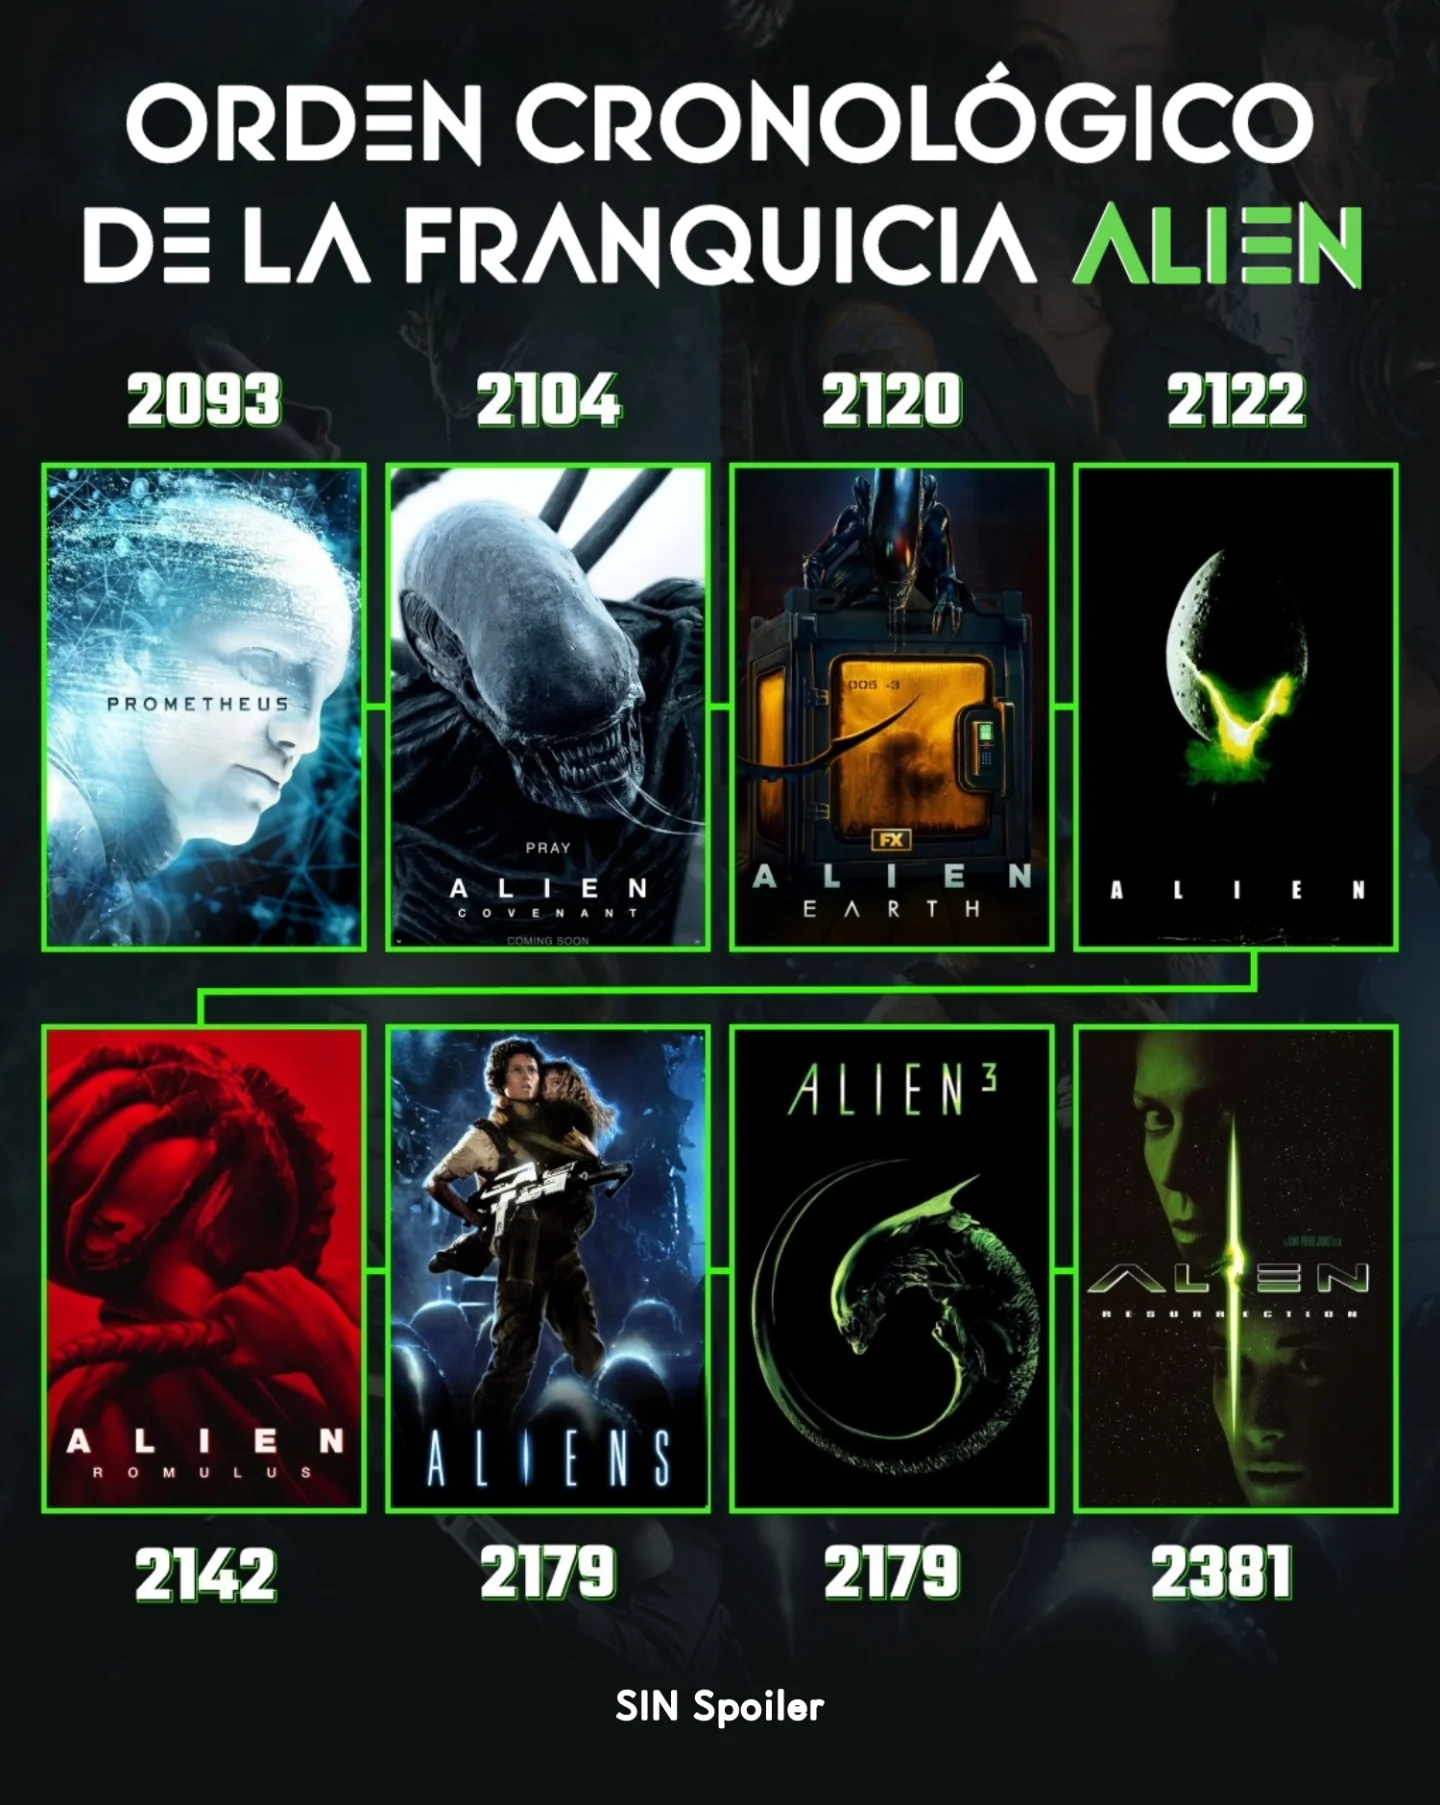 ORDEN CRONOLÓGICO
DE LA FRANQUICIA ALIEN
2093
2104
2120
2122
PROMETHEUS
PRAY
ALIEN
COVENANT
COMING SOON
005 -3
FX
ALIEN
EARTH
ALIEN
ALIEN
ROMULUS
ALIENS
ALIEN³
ALIEN
RESURRECTION
2142
2179
2179
2381
SIN Spoiler